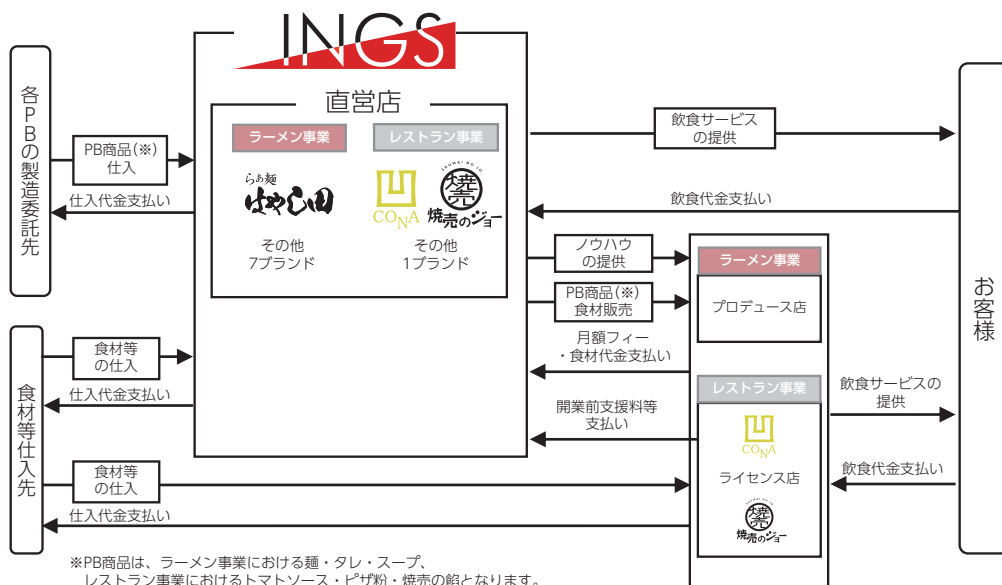 INGS
直営店
ラーメン事業
レストラン事業
らぁ麺
はやし田
CONA
SHUMAI NO JO
焼売
焼売のジョー
その他
7ブランド
その他
1ブランド
各PBの製造委託先
PB商品(※)
仕入
仕入代金支払い
食材等仕入先
食材等
の仕入
仕入代金支払い
食材等
の仕入
仕入代金支払い
飲食サービス
の提供
飲食代金支払い
ノウハウ
の提供
PB商品(※)
食材販売
月額フィー
・食材代金支払い
開業前支援料等
支払い
ラーメン事業
プロデュース店
レストラン事業
CONA
ライセンス店
焼売
焼売のジョー
飲食サービスの
提供
飲食代金支払い
お客様
※PB商品は、ラーメン事業における麺・タレ・スープ、
レストラン事業におけるトマトソース・ピザ粉・焼売の餡となります。